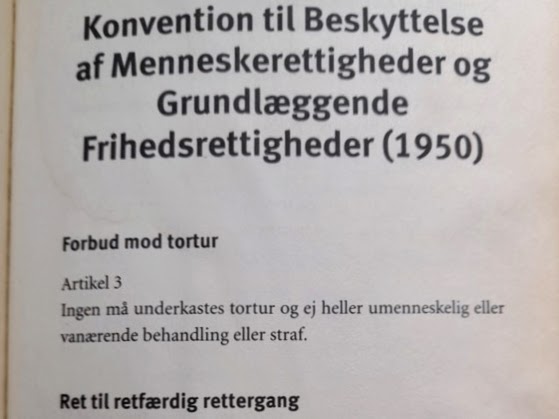 Konvention til Beskyttelse
af Menneskerettigheder og
Grundlæggende
Frihedsrettigheder (1950)
Forbud mod tortur
Artikel 3
Ingen må underkastes tortur og ej heller umenneskelig eller
vanærende behandling eller straf.
Ret til retfærdig rettergang